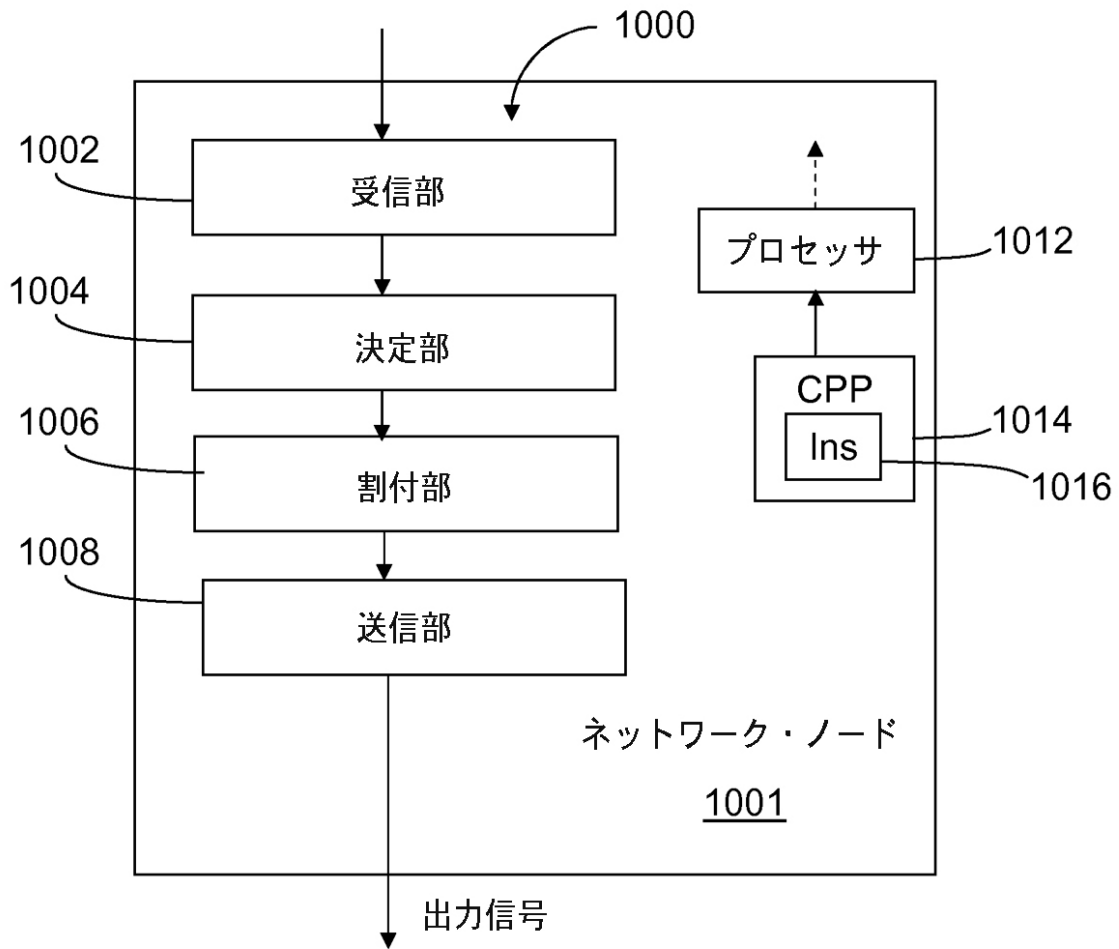 1000
1002
受信部
プロセッサ
1012
1004
決定部
CPP
1014
1006
Ins
割付部
1016
1008
送信部
ネットワーク・ノード
1001
出力信号